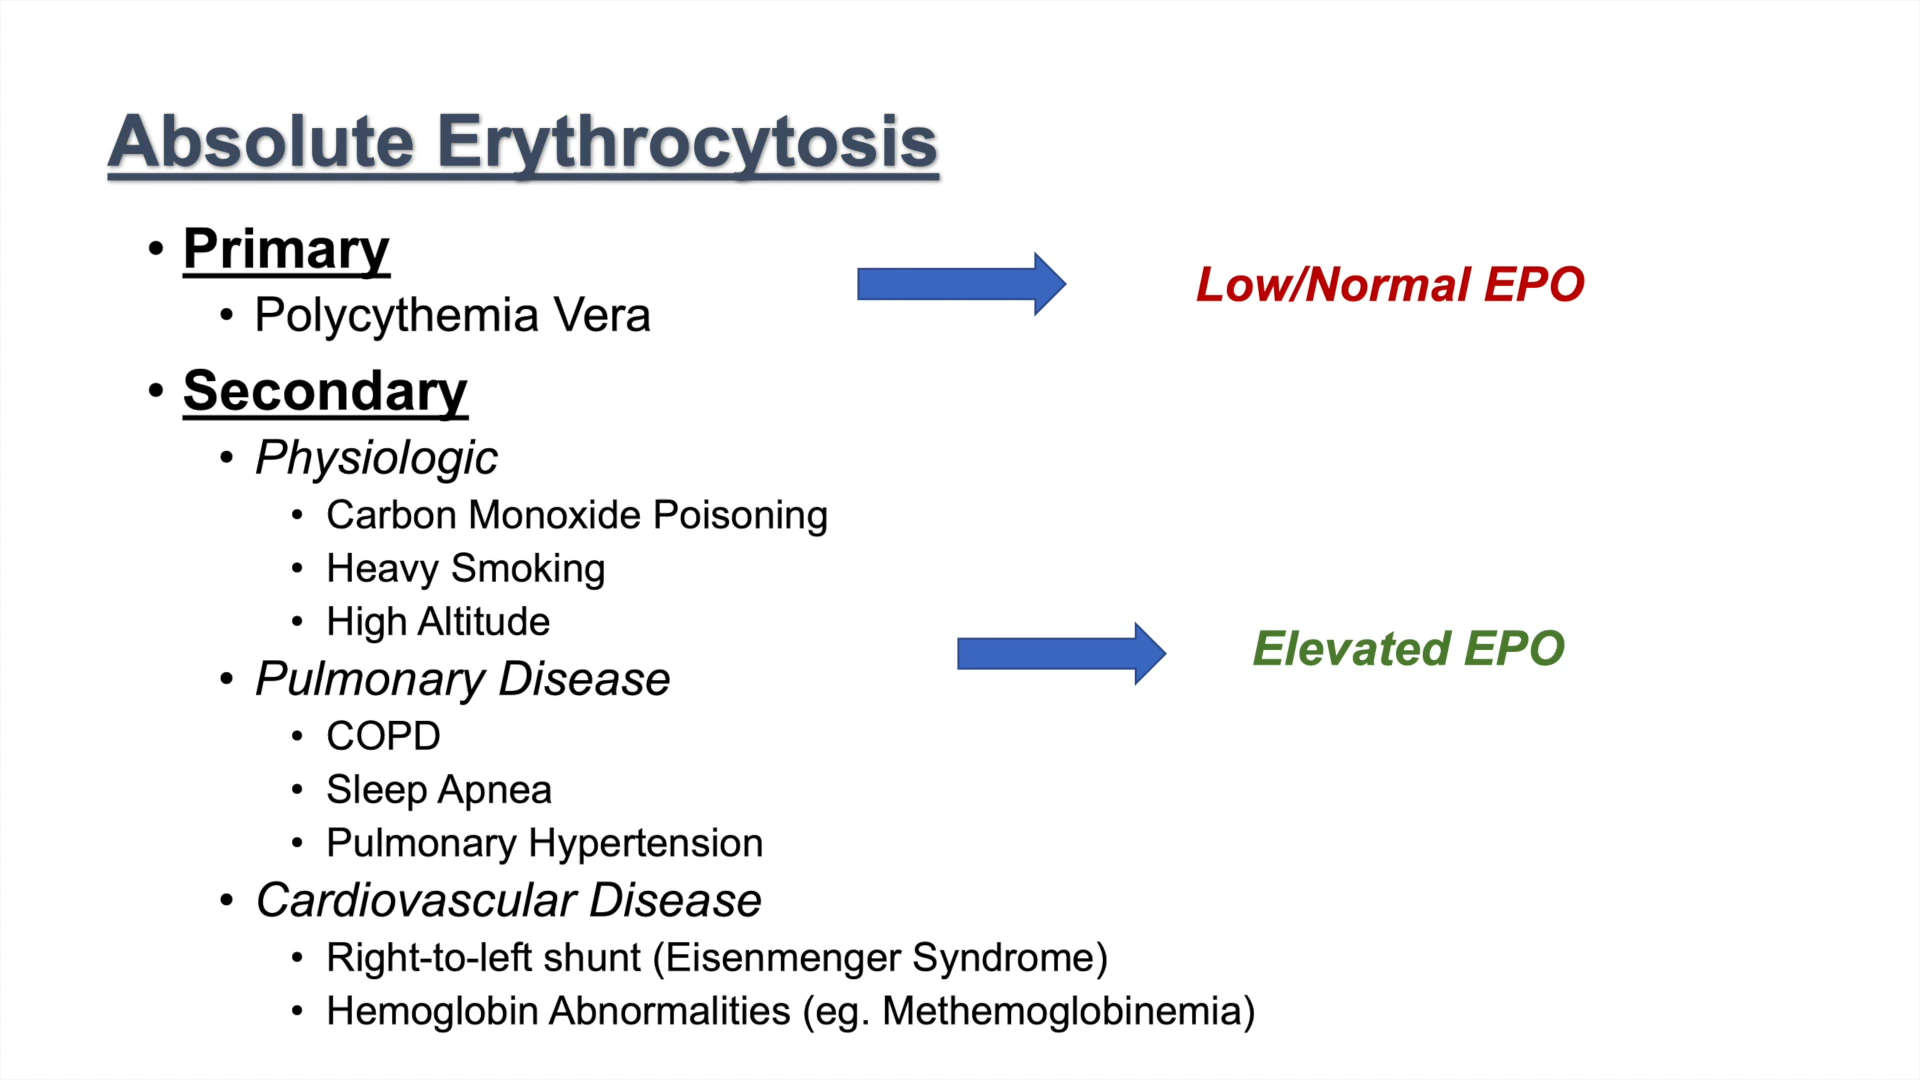 Absolute Erythrocytosis
• Primary
• Polycythemia Vera
Low/Normal EPO
• Secondary
• Physiologic
• Carbon Monoxide Poisoning
• Heavy Smoking
• High Altitude
Elevated EPO
• Pulmonary Disease
• COPD
• Sleep Apnea
• Pulmonary Hypertension
• Cardiovascular Disease
• Right-to-left shunt (Eisenmenger Syndrome)
• Hemoglobin Abnormalities (eg. Methemoglobinemia)